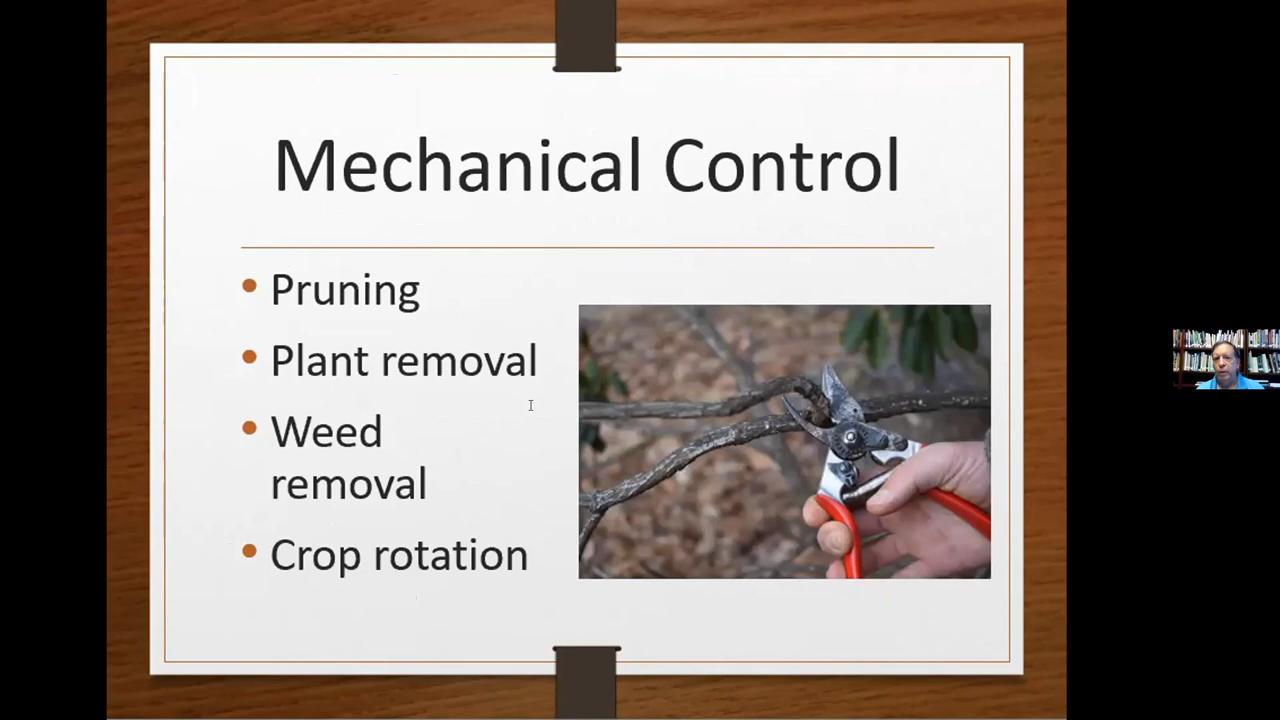 Mechanical Control
• Pruning
• Plant removal
• Weed
removal
• Crop rotation